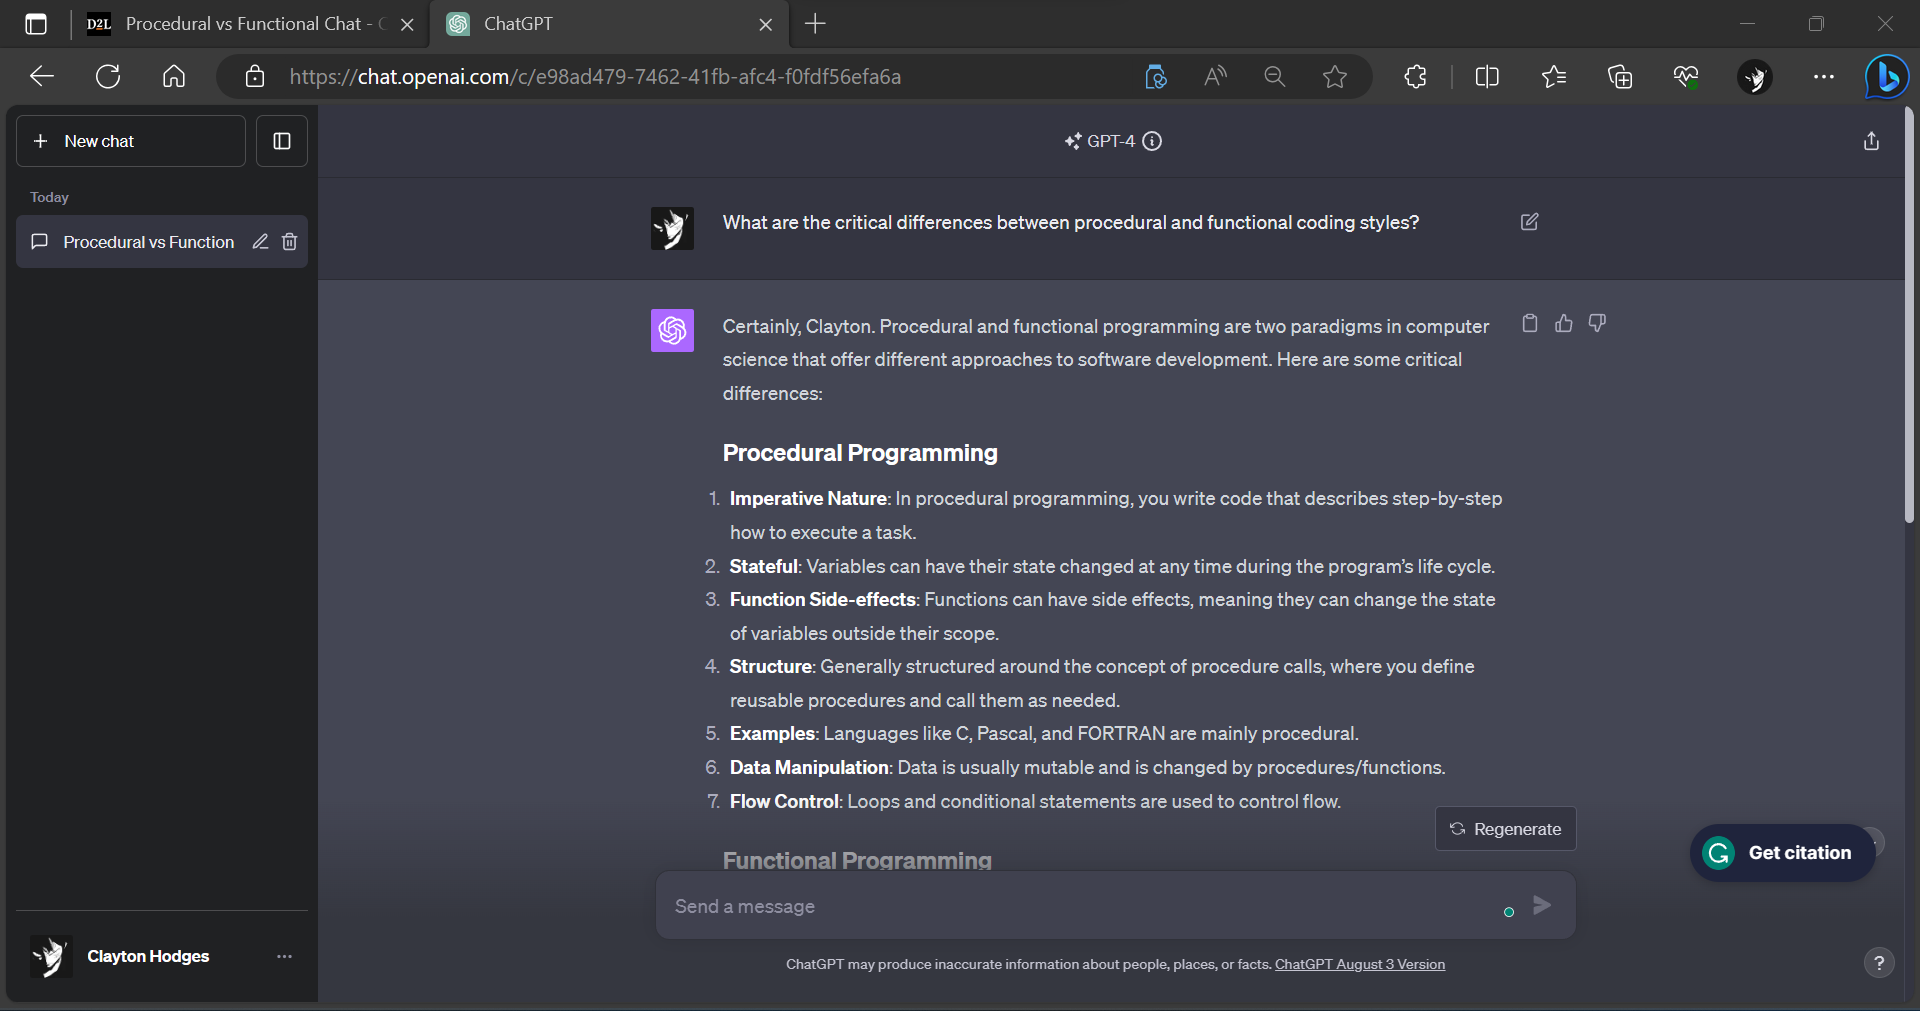 D2L Procedural vs Functional Chat -
ChatGPT
https://chat.openai.com/c/e98ad479-7462-41fb-afc4-f0fdf56efa6a
New chat
GPT-4
Today
Procedural vs Function
What are the critical differences between procedural and functional coding styles?
Certainly, Clayton. Procedural and functional programming are two paradigms in computer
science that offer different approaches to software development. Here are some critical
differences:
Procedural Programming
1. Imperative Nature: In procedural programming, you write code that describes step-by-step
how to execute a task.
2. Stateful: Variables can have their state changed at any time during the program's life cycle.
3. Function Side-effects: Functions can have side effects, meaning they can change the state
of variables outside their scope.
4. Structure: Generally structured around the concept of procedure calls, where you define
reusable procedures and call them as needed.
5. Examples: Languages like C, Pascal, and FORTRAN are mainly procedural.
6. Data Manipulation: Data is usually mutable and is changed by procedures/functions.
7. Flow Control: Loops and conditional statements are used to control flow.
Regenerate
Functional Programming
Get citation
Send a message
Clayton Hodges
ChatGPT may produce inaccurate information about people, places, or facts. ChatGPT August 3 Version
?